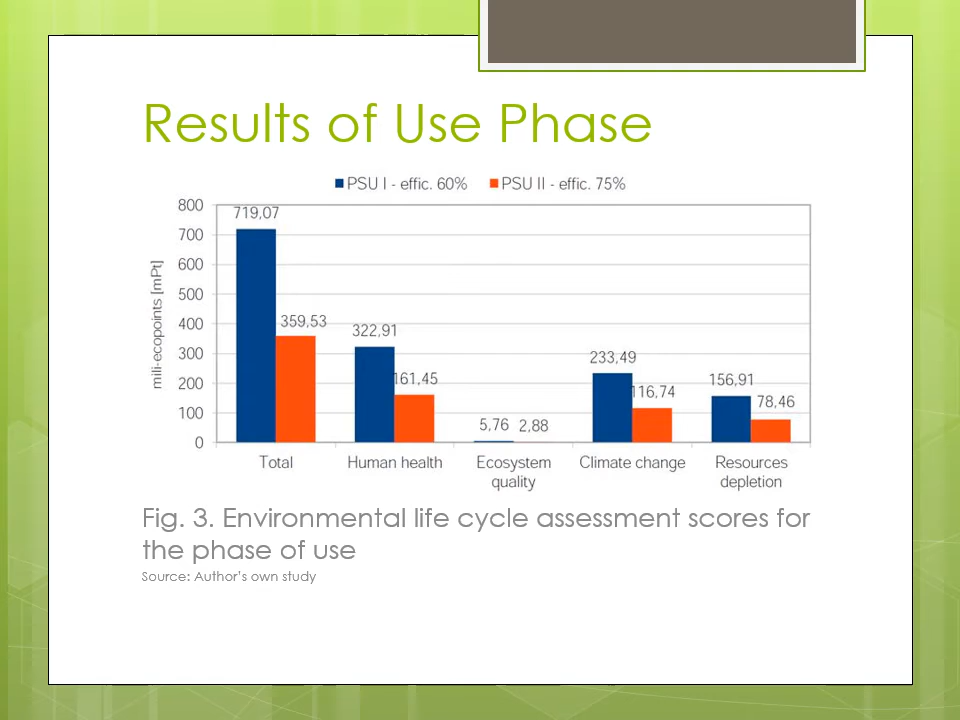 Results of Use Phase
PSU I - effic. 60% PSU II - effic. 75%
mili-ecopoints [mPt]
800
700
600
500
400
300
200
100
0
719,07
359,53
322,91
161,45
5,76
2,88
233,49
116,74
156,91
78,46
Total
Human health
Ecosystem
quality
Climate change
Resources
depletion
Fig. 3. Environmental life cycle assessment scores for
the phase of use
Source: Author's own study